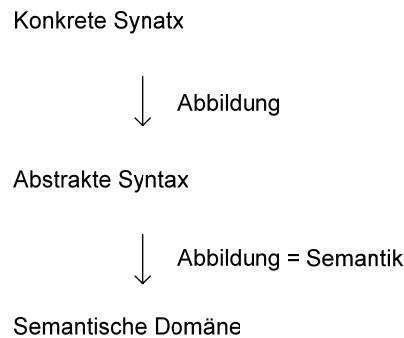 Konkrete Synatx
Abbildung
Abstrakte Syntax
Abbildung = Semantik
Semantische Domäne